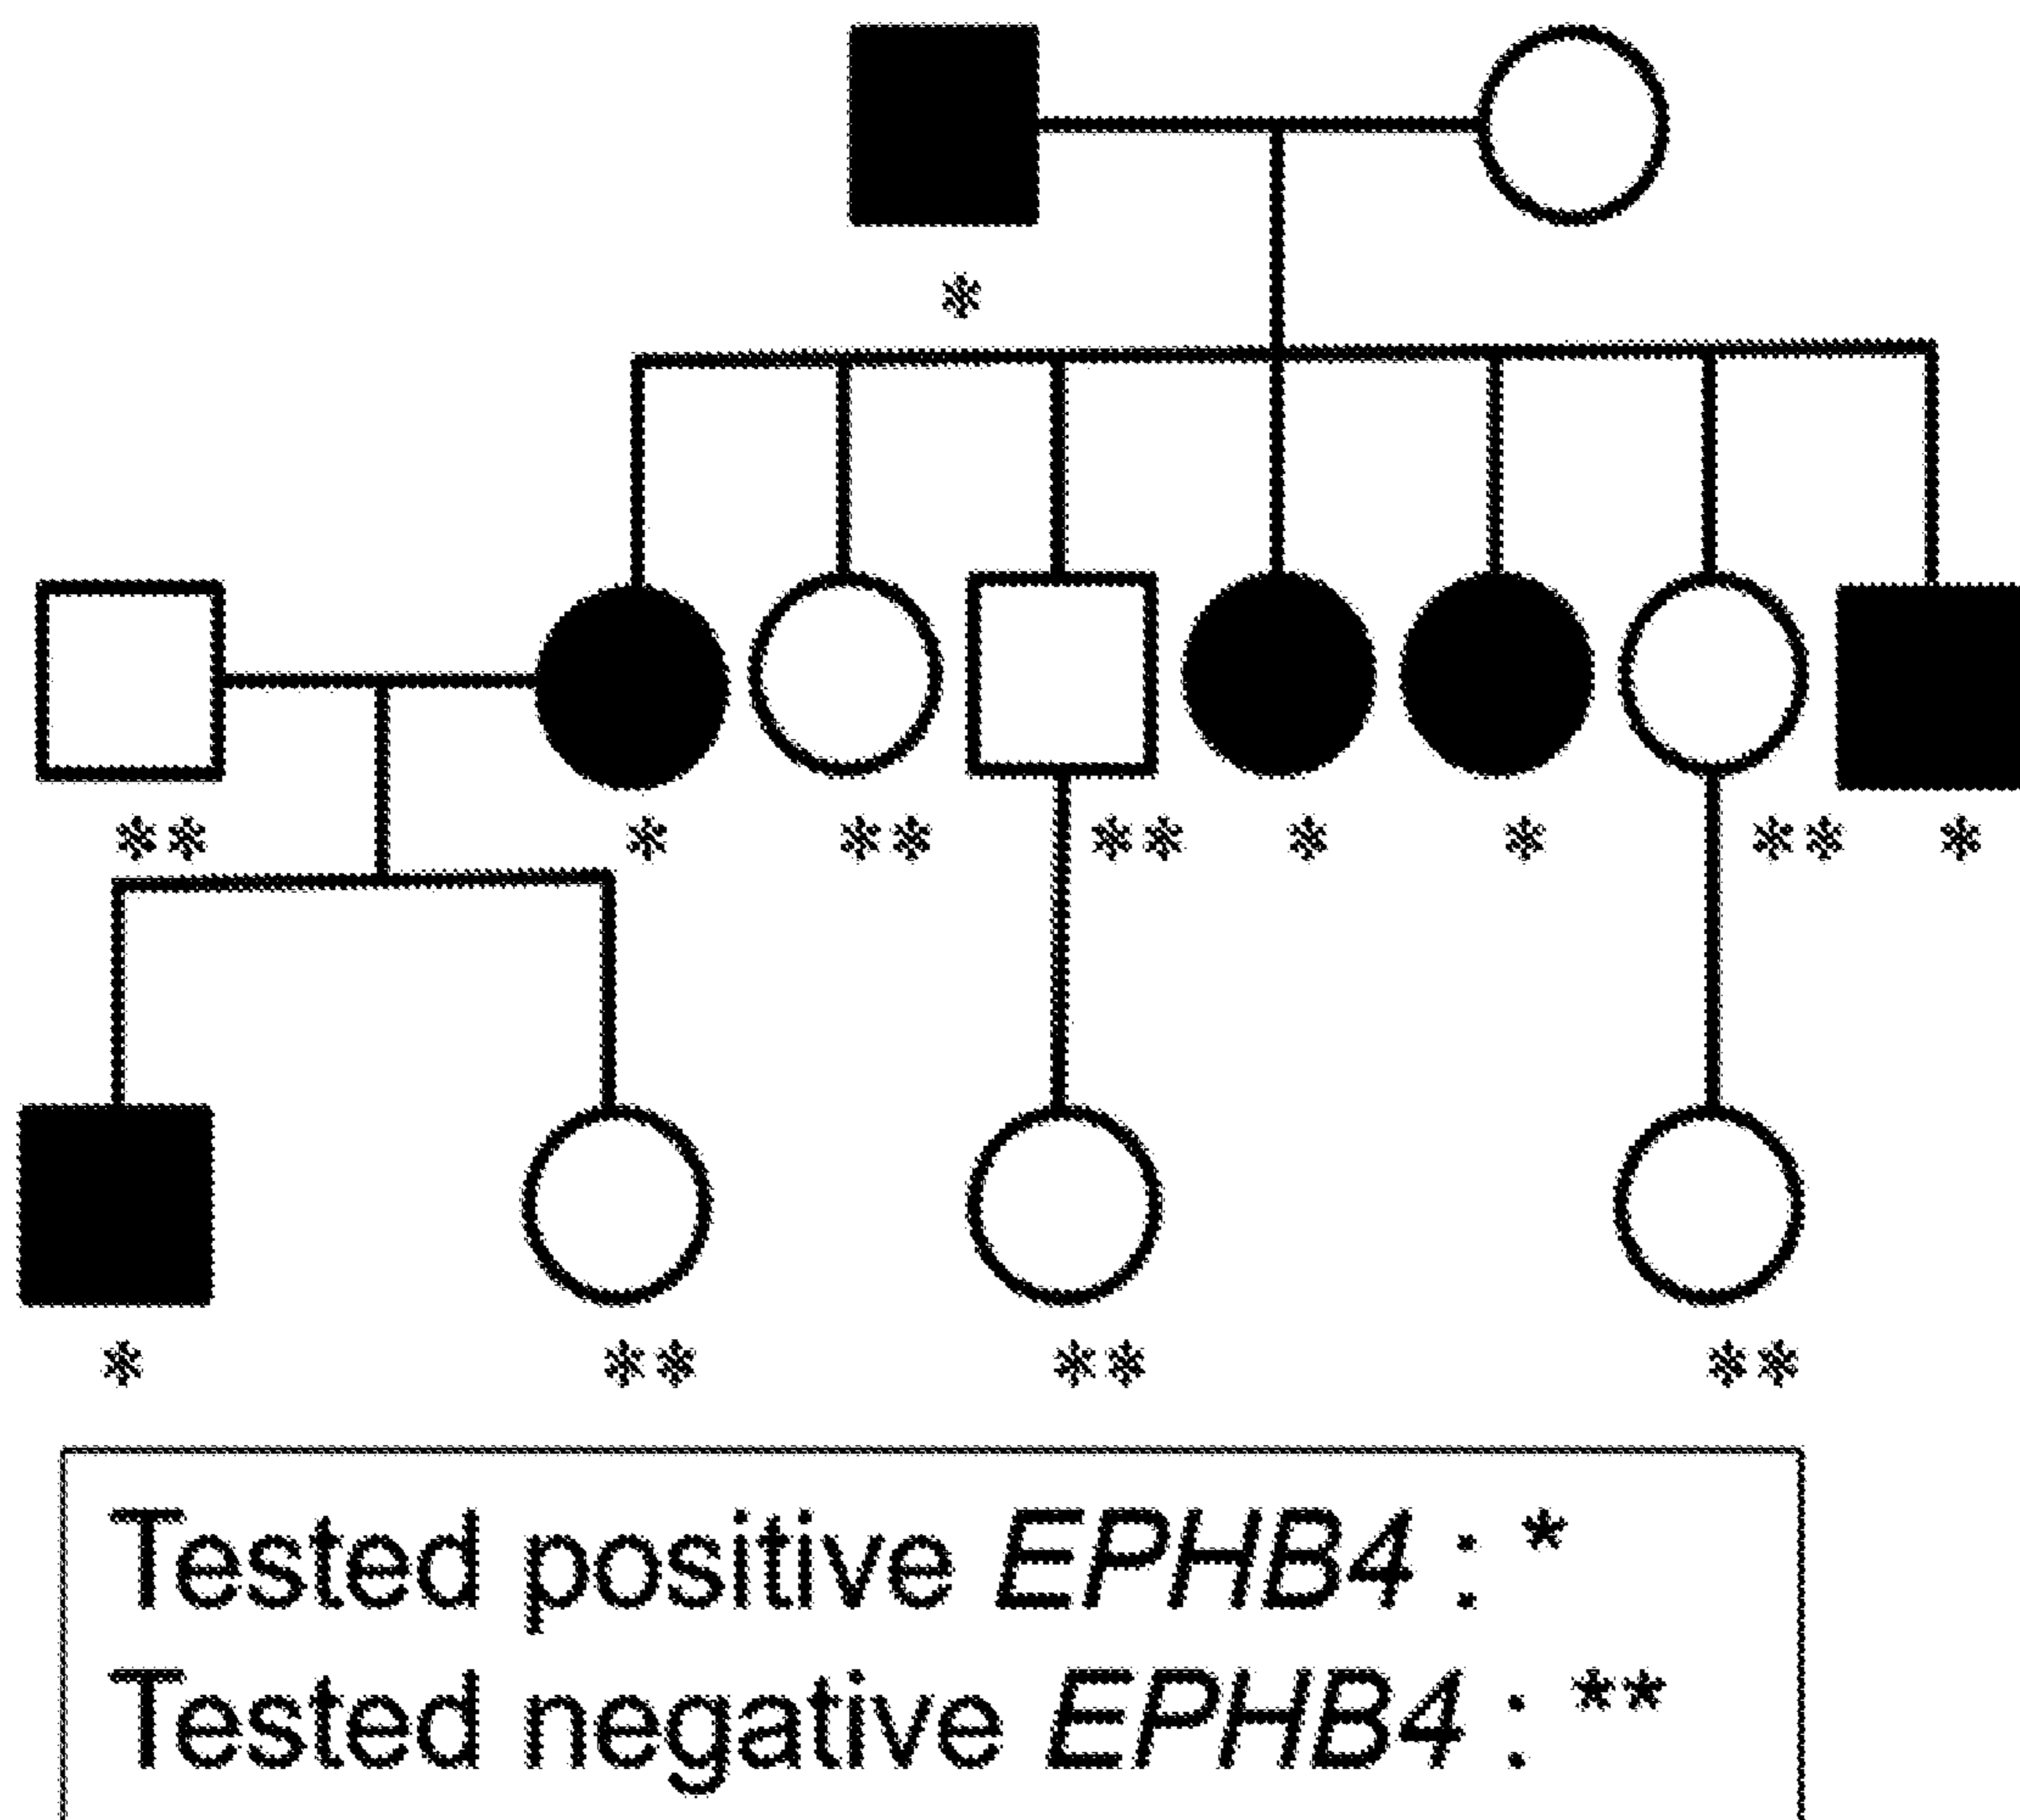 *
** * ** ** * * ** *
* ** ** **
Tested positive EPHB4 : *
Tested negative EPHB4 : **